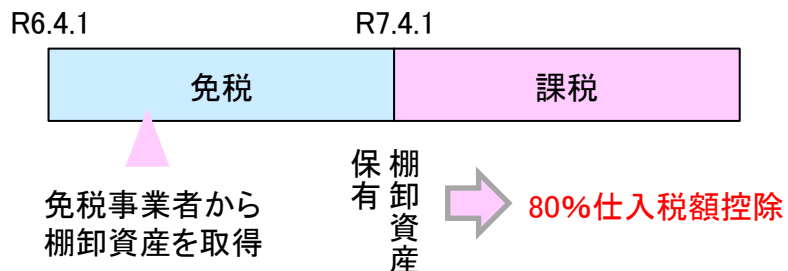 R6.4.1
R7.4.1
免税
課税
免税事業者から
棚卸資産を取得
棚卸資産
保有
80%仕入税額控除